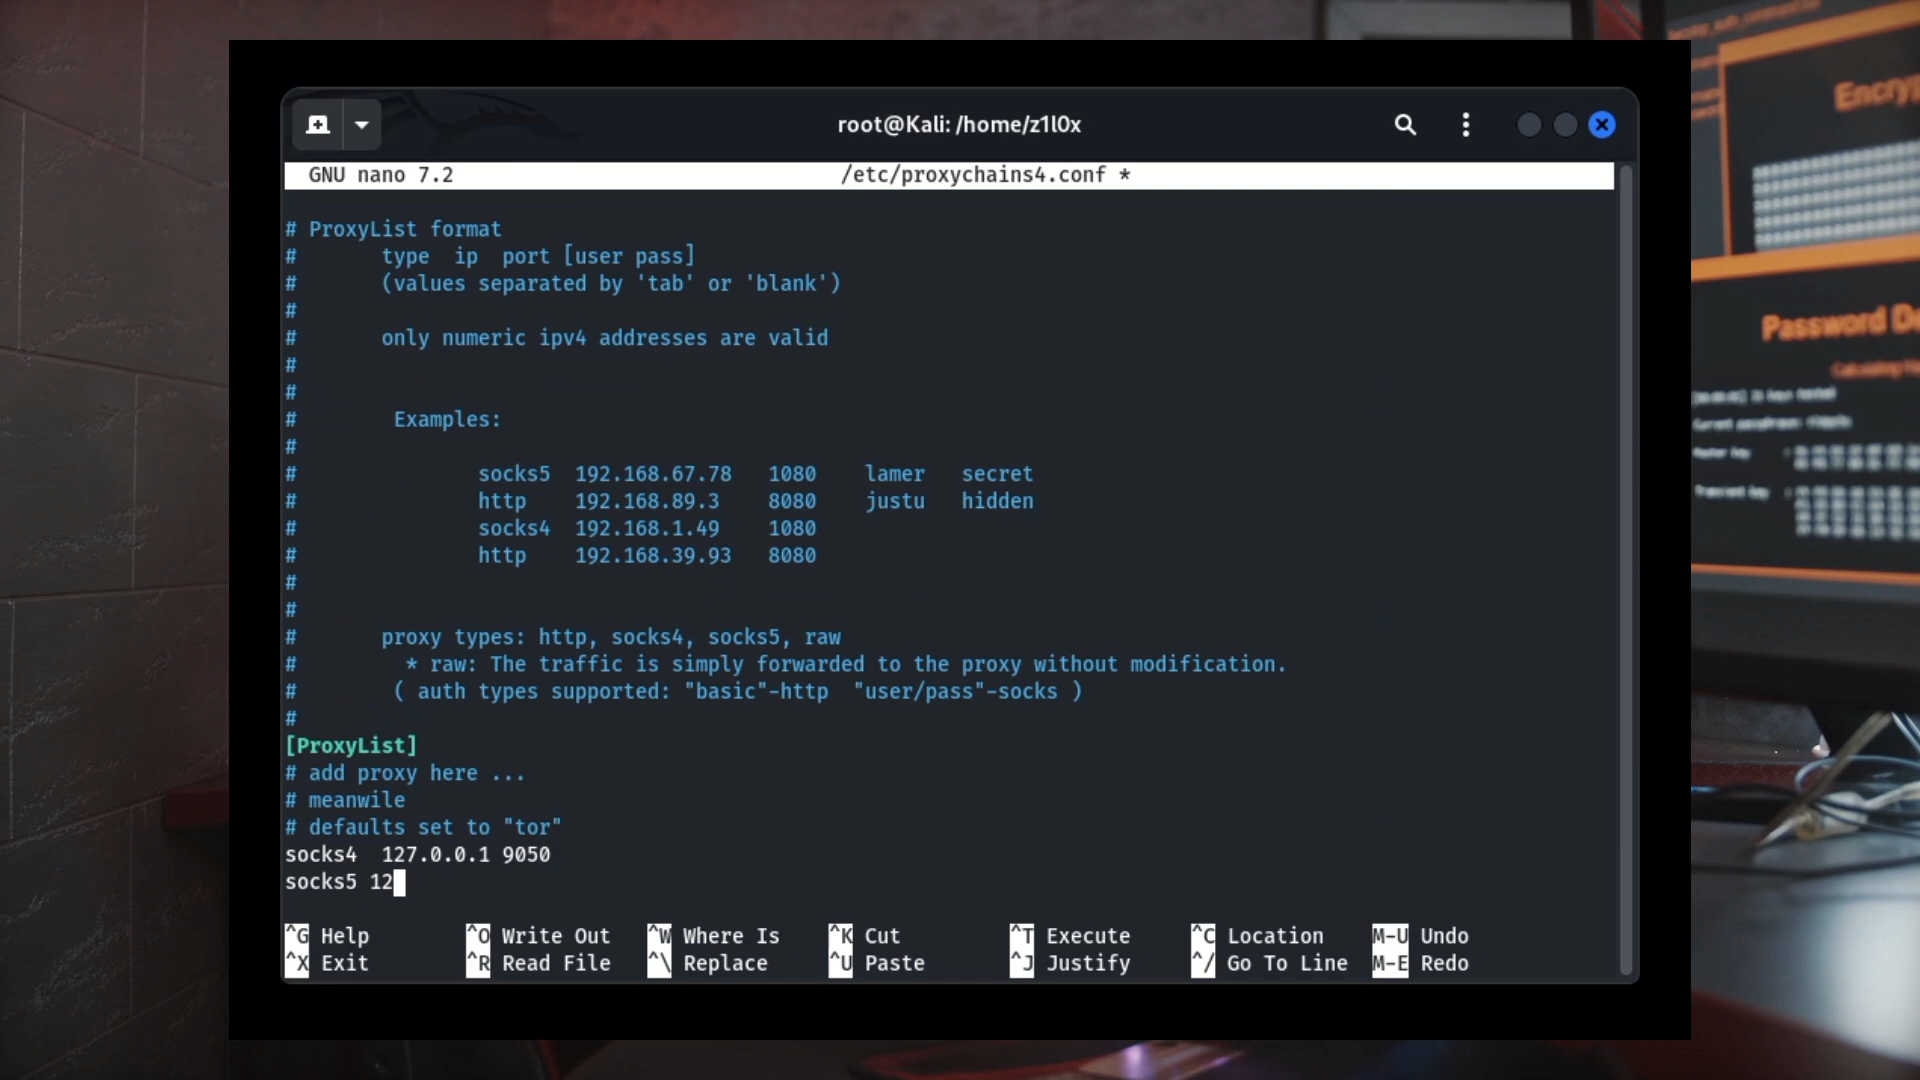 root@Kali: /home/z1l0x
GNU nano 7.2 /etc/proxychains4.conf *
# ProxyList format
# type ip port [user pass]
# (values separated by 'tab' or 'blank')
#
# only numeric ipv4 addresses are valid
#
#
# Examples:
#
# socks5 192.168.67.78 1080 lamer secret
# http 192.168.89.3 8080 justu hidden
# socks4 192.168.1.49 1080
# http 192.168.39.93 8080
#
#
# proxy types: http, socks4, socks5, raw
# * raw: The traffic is simply forwarded to the proxy without modification.
# ( auth types supported: "basic"-http "user/pass"-socks )
#
[ProxyList]
# add proxy here ...
# meanwile
# defaults set to "tor"
socks4 127.0.0.1 9050
socks5 12
^G Help ^O Write Out ^W Where Is ^K Cut ^T Execute ^C Location M-U Undo
^X Exit ^R Read File ^\ Replace ^U Paste ^J Justify ^/ Go To Line M-E Redo
Password